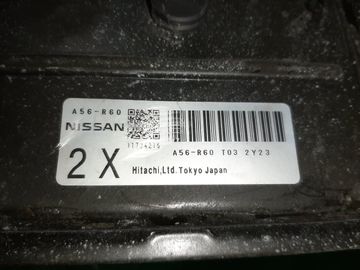 A56-R60
NISSAN
2X
A56-R60 T03 2Y23
Hitachi,Ltd.Tokyo Japan